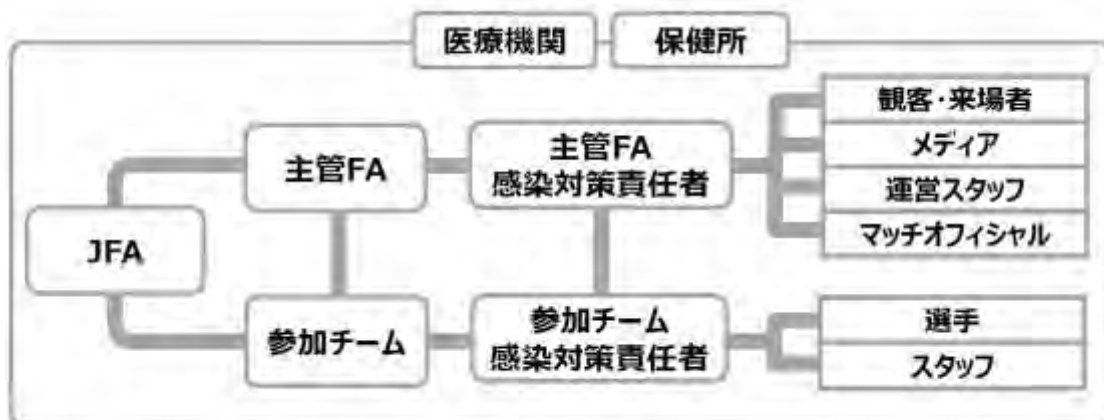 医療機関
保健所
主管FA
主管FA
感染対策責任者
観客・来場者
メディア
運営スタッフ
マッチオフィシャル
JFA
参加チーム
参加チーム
感染対策責任者
選手
スタッフ